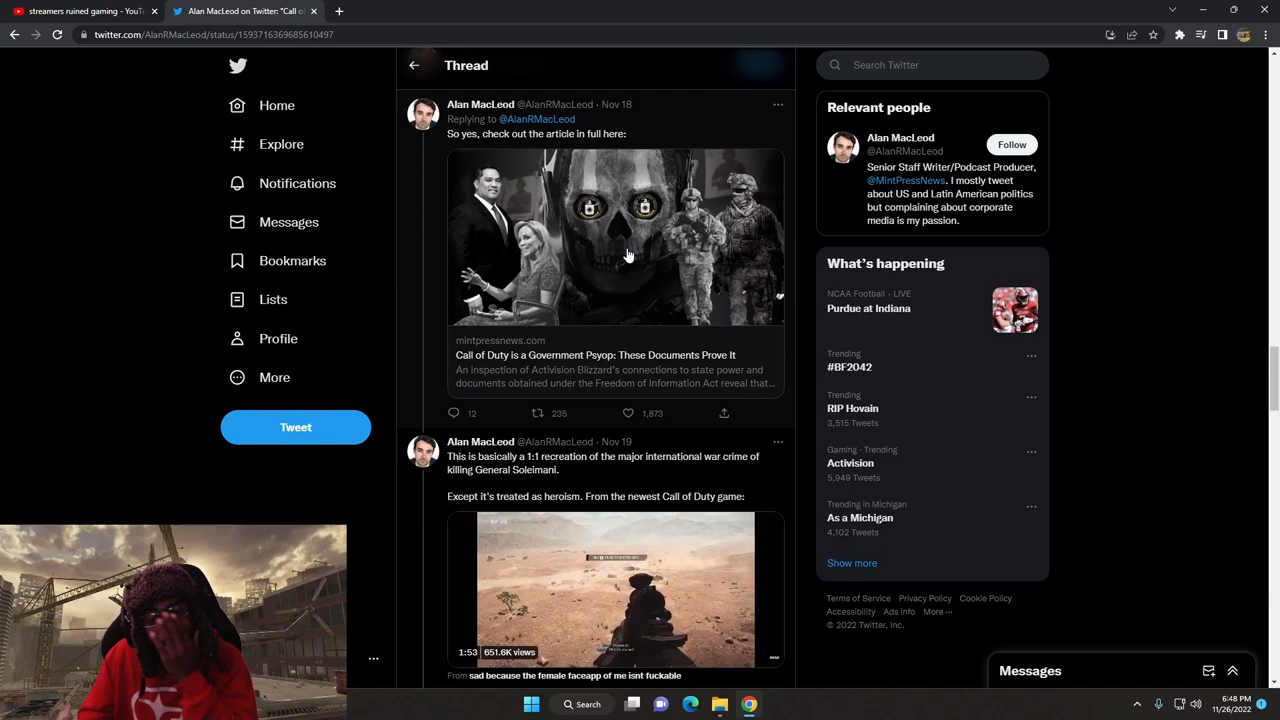 streamers ruined gaming - YouTu
Alan MacLeod on Twitter: "Call of
twitter.com/AlanRMacLeod/status/1593716369685610497
Home
Explore
Notifications
Messages
Bookmarks
Lists
Profile
More
Tweet
Thread
Alan MacLeod @AlanRMacLeod · Nov 18
Replying to @AlanRMacLeod
So yes, check out the article in full here:
mintpressnews.com
Call of Duty is a Government Psyop: These Documents Prove It
An inspection of Activision Blizzard's connections to state power and
documents obtained under the Freedom of Information Act reveal that...
12
235
1,873
Alan MacLeod @AlanRMacLeod · Nov 19
This is basically a 1:1 recreation of the major international war crime of
killing General Soleimani.
Except it's treated as heroism. From the newest Call of Duty game:
1:53
651.6K views
From sad because the female faceapp of me isnt fuckable
Search Twitter
Relevant people
Alan MacLeod
@AlanRMacLeod
Follow
Senior Staff Writer/Podcast Producer,
@MintPressNews. I mostly tweet
about US and Latin American politics
but complaining about corporate
media is my passion.
What's happening
NCAA Football · LIVE
Purdue at Indiana
Trending
#BF2042
Trending
RIP Hovain
3,515 Tweets
Gaming · Trending
Activision
5,949 Tweets
Trending in Michigan
As a Michigan
4,102 Tweets
Show more
Terms of Service Privacy Policy Cookie Policy
Accessibility Ads info More ···
© 2022 Twitter, Inc.
Messages
Search
6:48 PM
11/26/2022
1